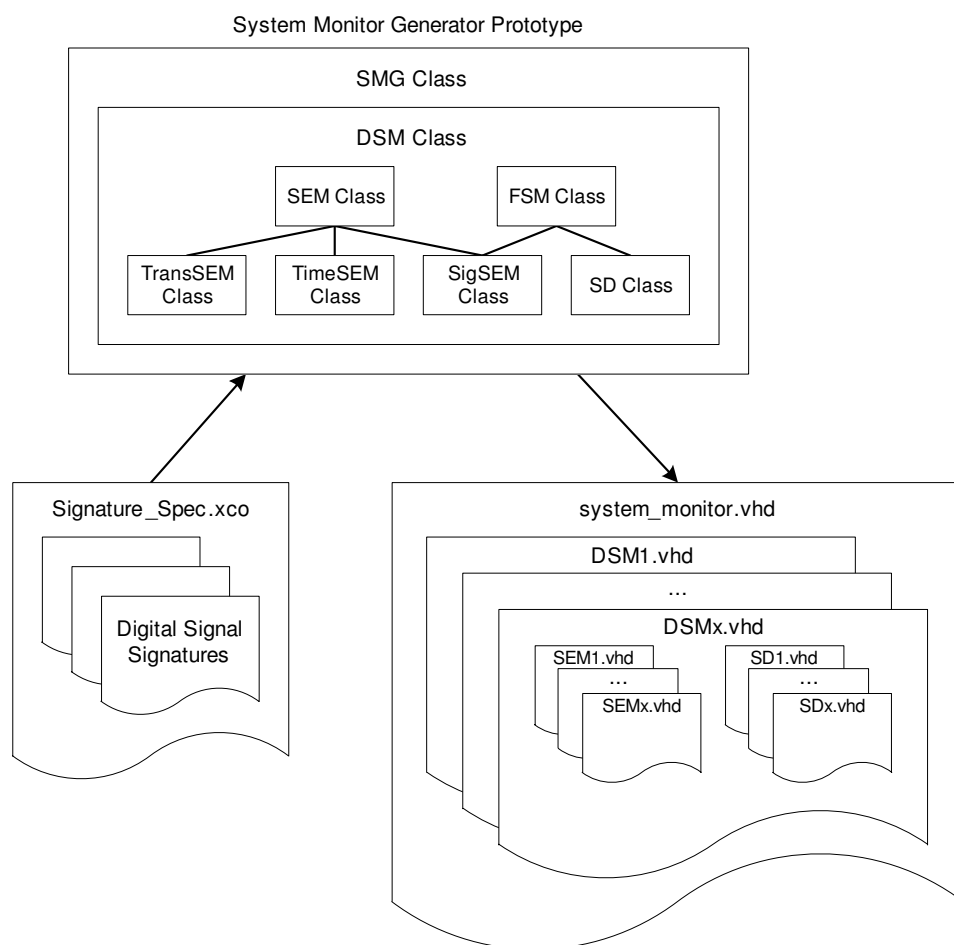 System Monitor Generator Prototype
SMG Class
DSM Class
SEM Class
FSM Class
TransSEM
Class
TimeSEM
Class
SigSEM
Class
SD Class
Signature_Spec.xco
Digital Signal
Signatures
system_monitor.vhd
DSM1.vhd
...
DSMx.vhd
SEM1.vhd
...
SEMx.vhd
SD1.vhd
...
SDx.vhd